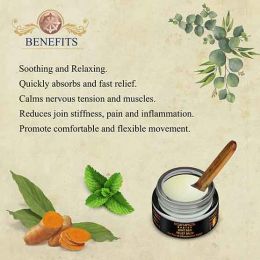 BENEFITS
Soothing and Relaxing.
Quickly absorbs and fast relief.
Calms nervous tension and muscles.
Reduces join stiffness, pain and inflammation.
Promote comfortable and flexible movement.